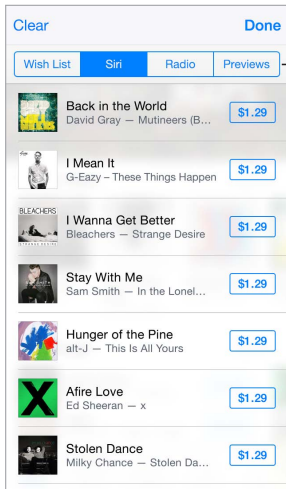 Clear
Done
Wish List
Siri
Radio
Previews
Back in the World
David Gray — Mutineers (B...
$1.29
I Mean It
G-Eazy – These Things Happen
$1.29
BLEACHERS
STRANGE DESIRE
I Wanna Get Better
Bleachers — Strange Desire
$1.29
Stay With Me
Sam Smith — In the Lonel...
$1.29
Hunger of the Pine
alt-J — This Is All Yours
$1.29
Afire Love
Ed Sheeran — x
$1.29
Stolen Dance
Milky Chance — Stolen Da...
$1.29